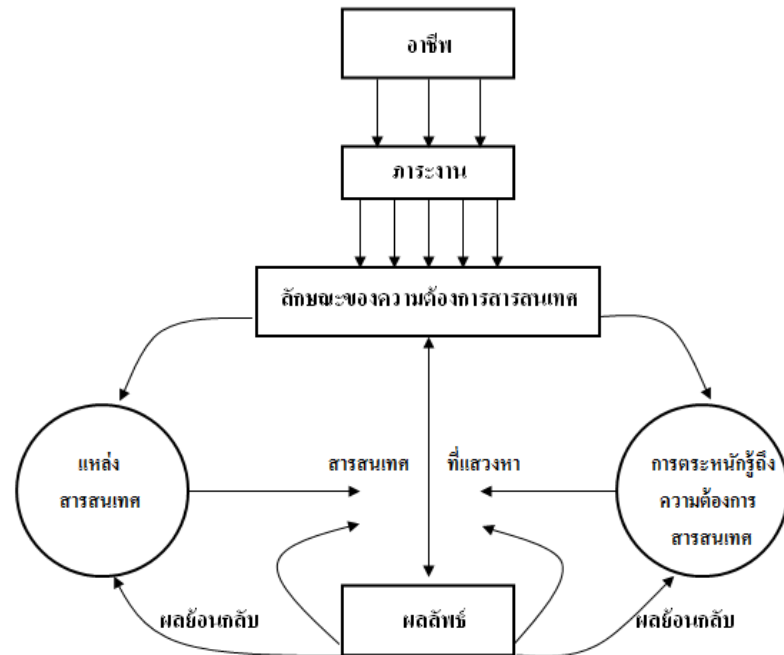 อาชีพ
ภาระงาน
ลักษณะของความต้องการสารสนเทศ
แหล่ง
สารสนเทศ
สารสนเทศ
ที่แสวงหา
การตระหนักรู้ถึง
ความต้องการ
สารสนเทศ
ผลย้อนกลับ
ผลลัพธ์
ผลย้อนกลับ